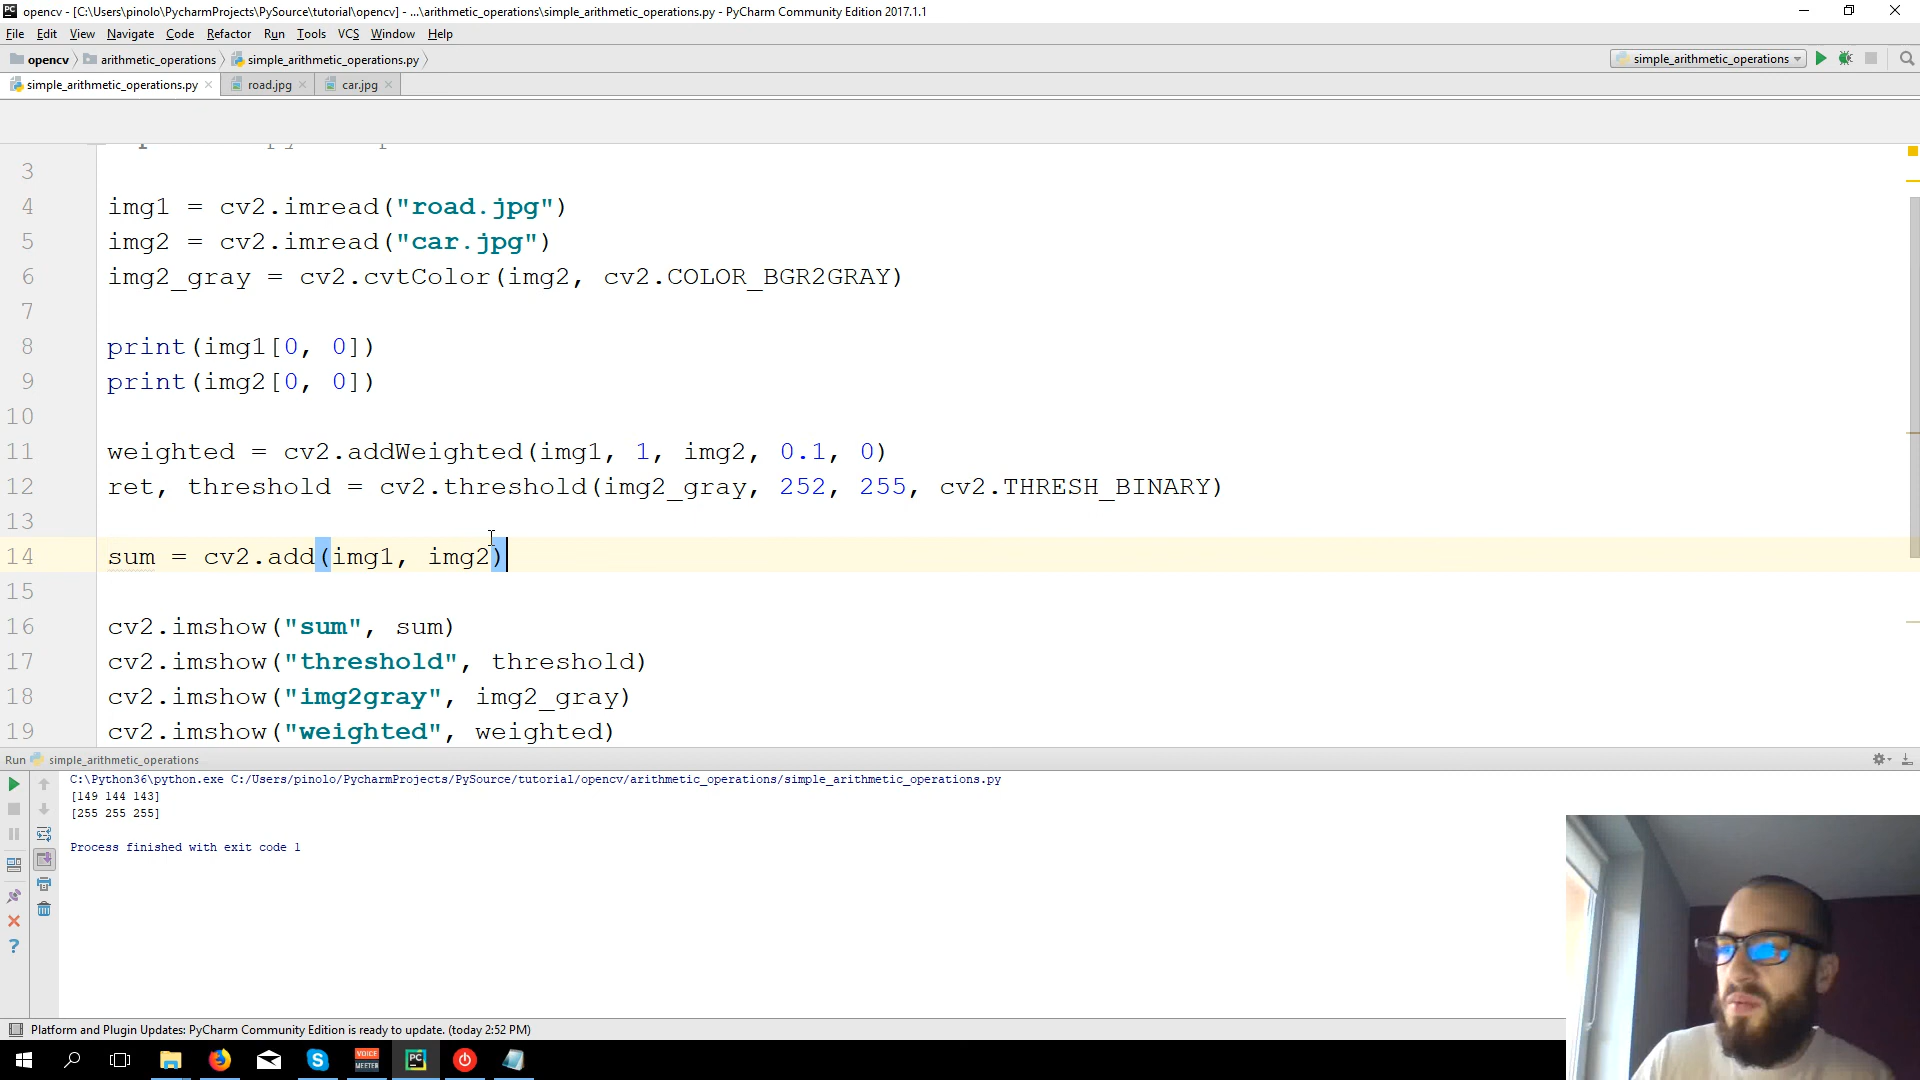 opencv - [C:\Users\pinolo\PycharmProjects\PySource\tutorial\opencv] - ...\arithmetic_operations\simple_arithmetic_operations.py - PyCharm Community Edition 2017.1.1
File Edit View Navigate Code Refactor Run Tools VCS Window Help
opencv arithmetic_operations simple_arithmetic_operations.py simple_arithmetic_operations
simple_arithmetic_operations.py road.jpg car.jpg
3
4 img1 = cv2.imread("road.jpg")
5 img2 = cv2.imread("car.jpg")
6 img2_gray = cv2.cvtColor(img2, cv2.COLOR_BGR2GRAY)
7
8 print(img1[0, 0])
9 print(img2[0, 0])
10
11 weighted = cv2.addWeighted(img1, 1, img2, 0.1, 0)
12 ret, threshold = cv2.threshold(img2_gray, 252, 255, cv2.THRESH_BINARY)
13
14 sum = cv2.add(img1, img2)
15
16 cv2.imshow("sum", sum)
17 cv2.imshow("threshold", threshold)
18 cv2.imshow("img2gray", img2_gray)
19 cv2.imshow("weighted", weighted)
Run simple_arithmetic_operations
C:\Python36\python.exe C:/Users/pinolo/PycharmProjects/PySource/tutorial/opencv/arithmetic_operations/simple_arithmetic_operations.py
[149 144 143]
[255 255 255]
Process finished with exit code 1
Platform and Plugin Updates: PyCharm Community Edition is ready to update. (today 2:52 PM)
VOICE
MEETER
PC